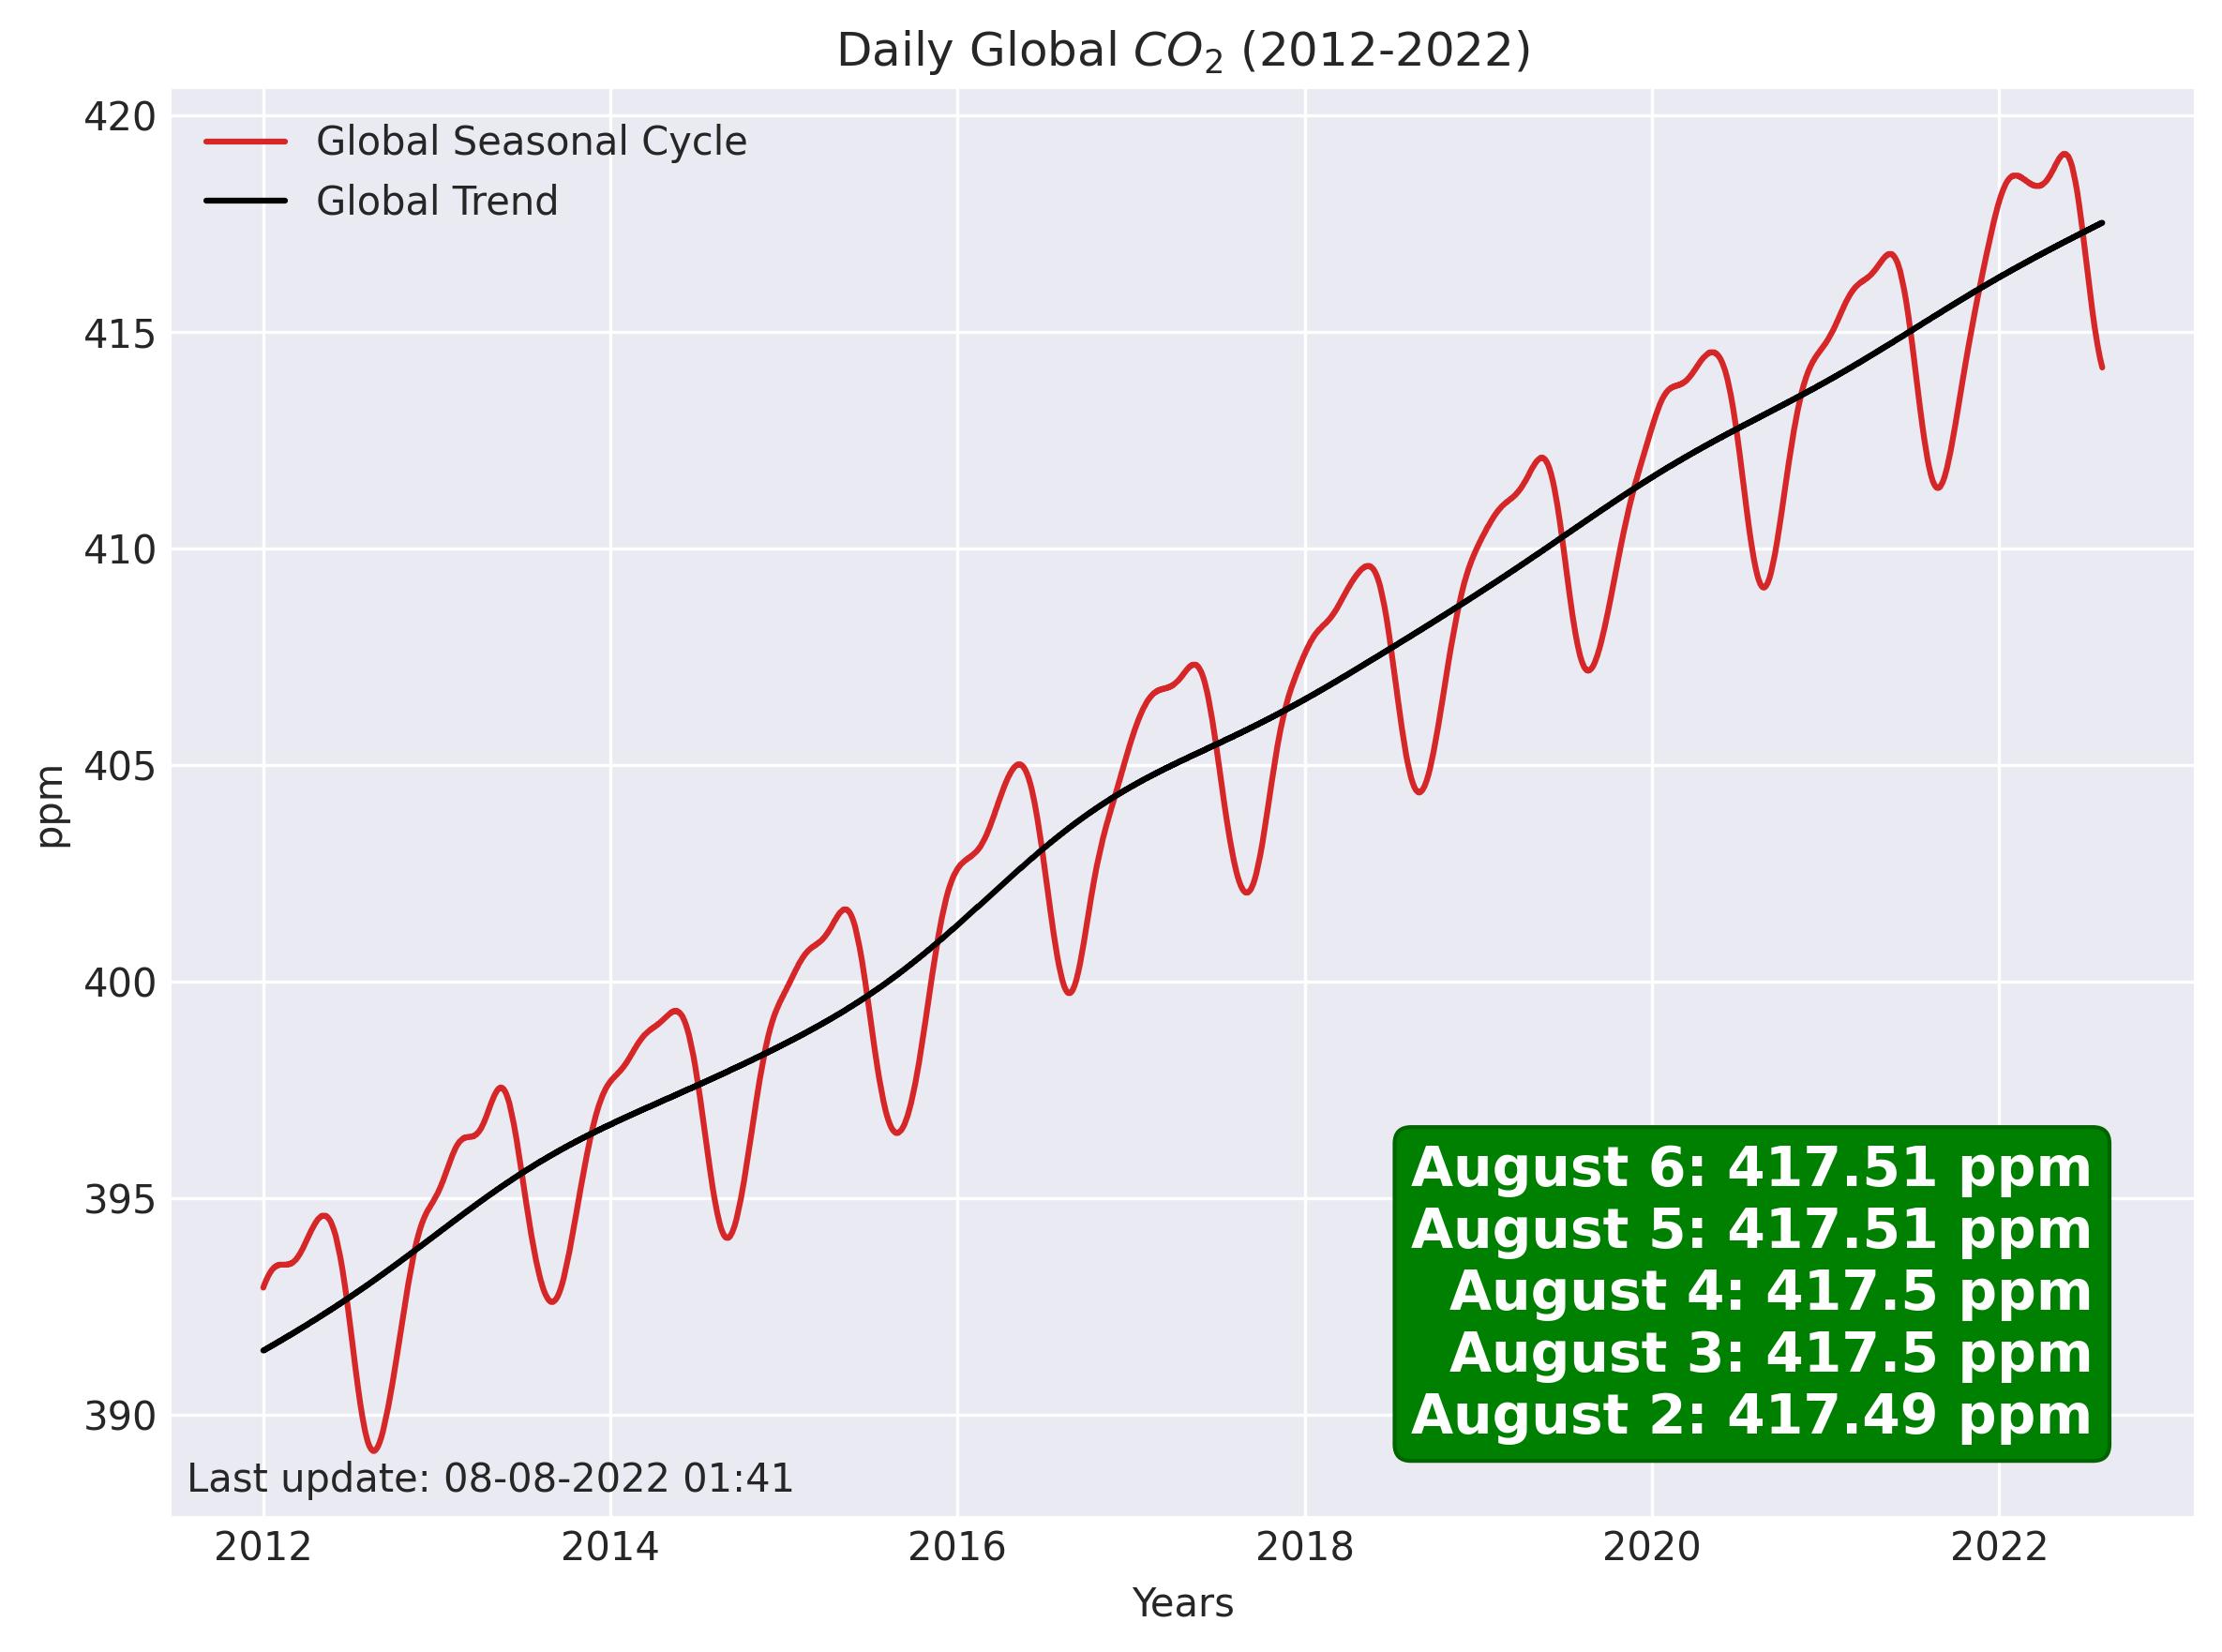 Daily Global CO₂ (2012-2022)
Global Seasonal Cycle
Global Trend
420
415
410
405
400
395
390
ppm
August 6: 417.51 ppm
August 5: 417.51 ppm
August 4: 417.5 ppm
August 3: 417.5 ppm
August 2: 417.49 ppm
Last update: 08-08-2022 01:41
2012 2014 2016 2018 2020 2022
Years